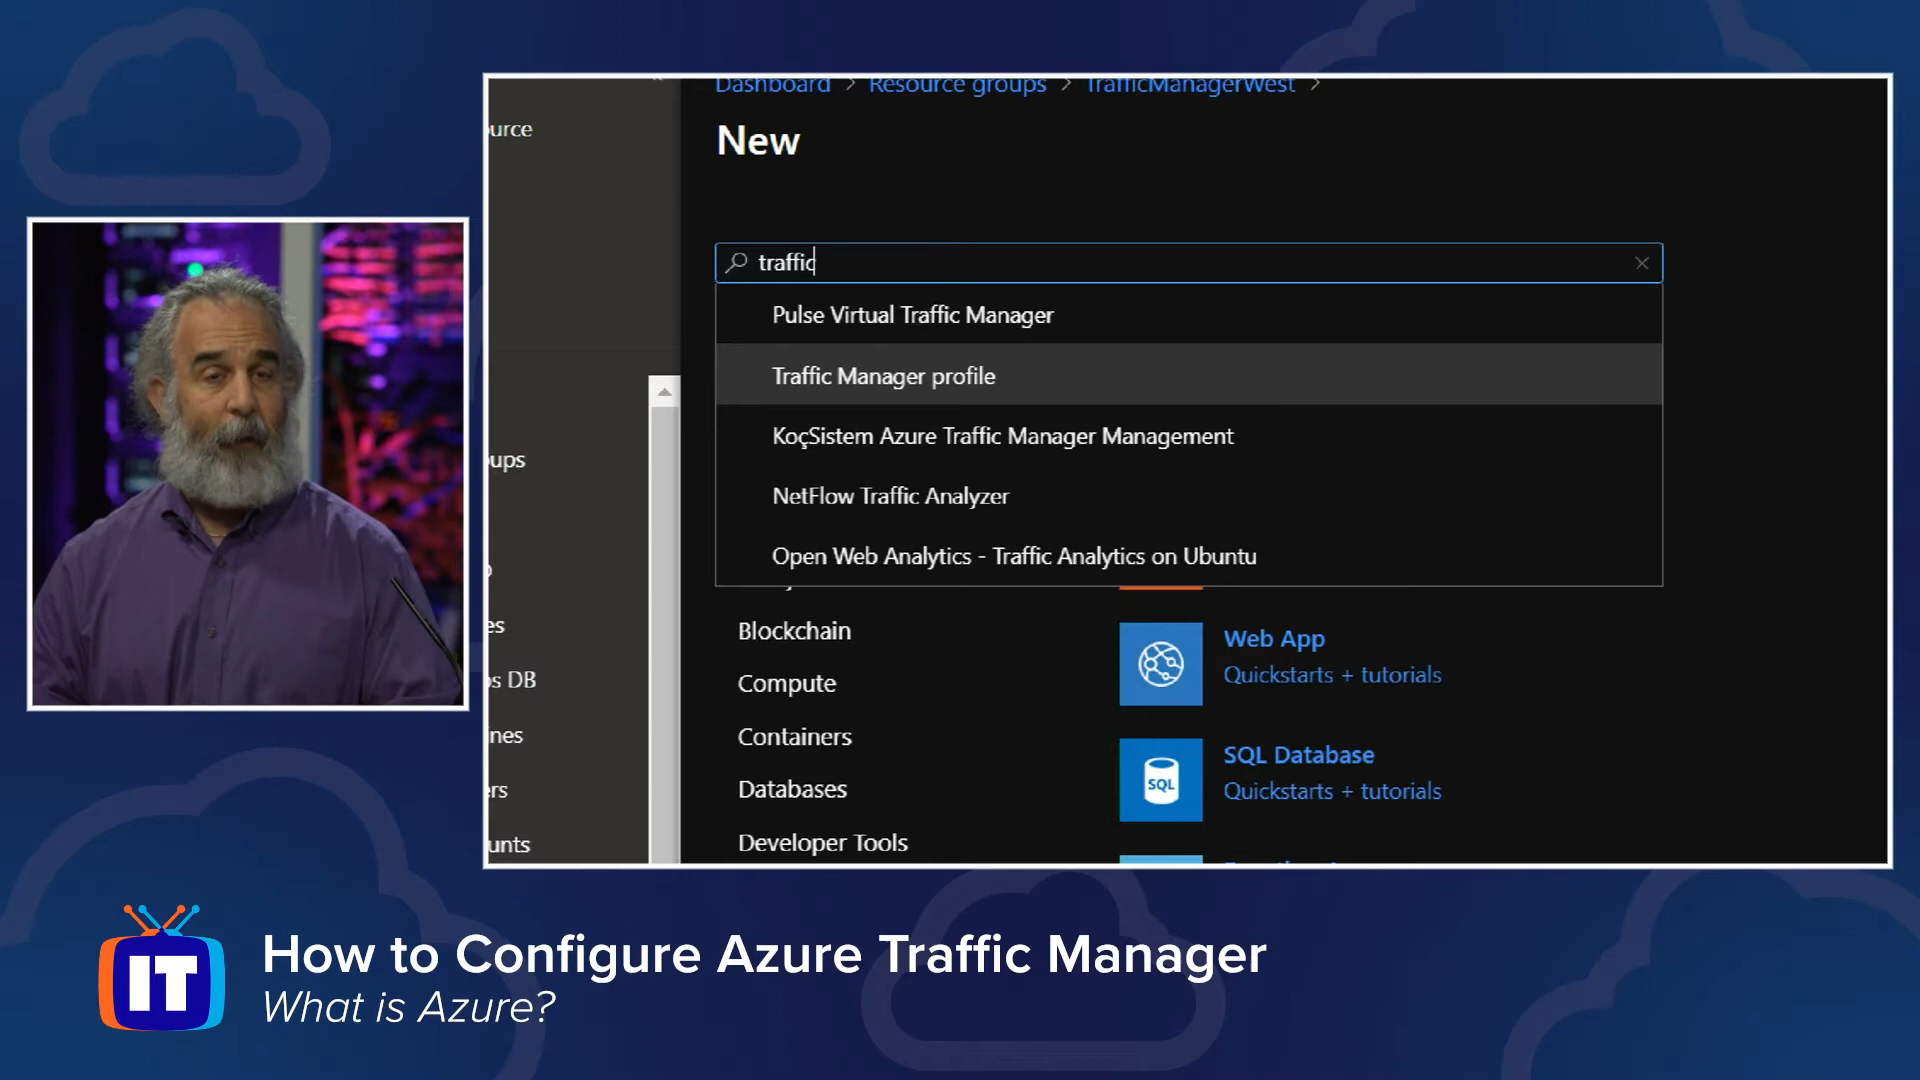 Dashboard > Resource groups > TrafficManagerWest >
New
traffic
Pulse Virtual Traffic Manager
Traffic Manager profile
KoçSistem Azure Traffic Manager Management
NetFlow Traffic Analyzer
Open Web Analytics - Traffic Analytics on Ubuntu
urce
ups
es
s DB
nes
ers
unts
Blockchain
Compute
Containers
Databases
Developer Tools
Web App
Quickstarts + tutorials
SQL
SQL Database
Quickstarts + tutorials
IT
How to Configure Azure Traffic Manager
What is Azure?